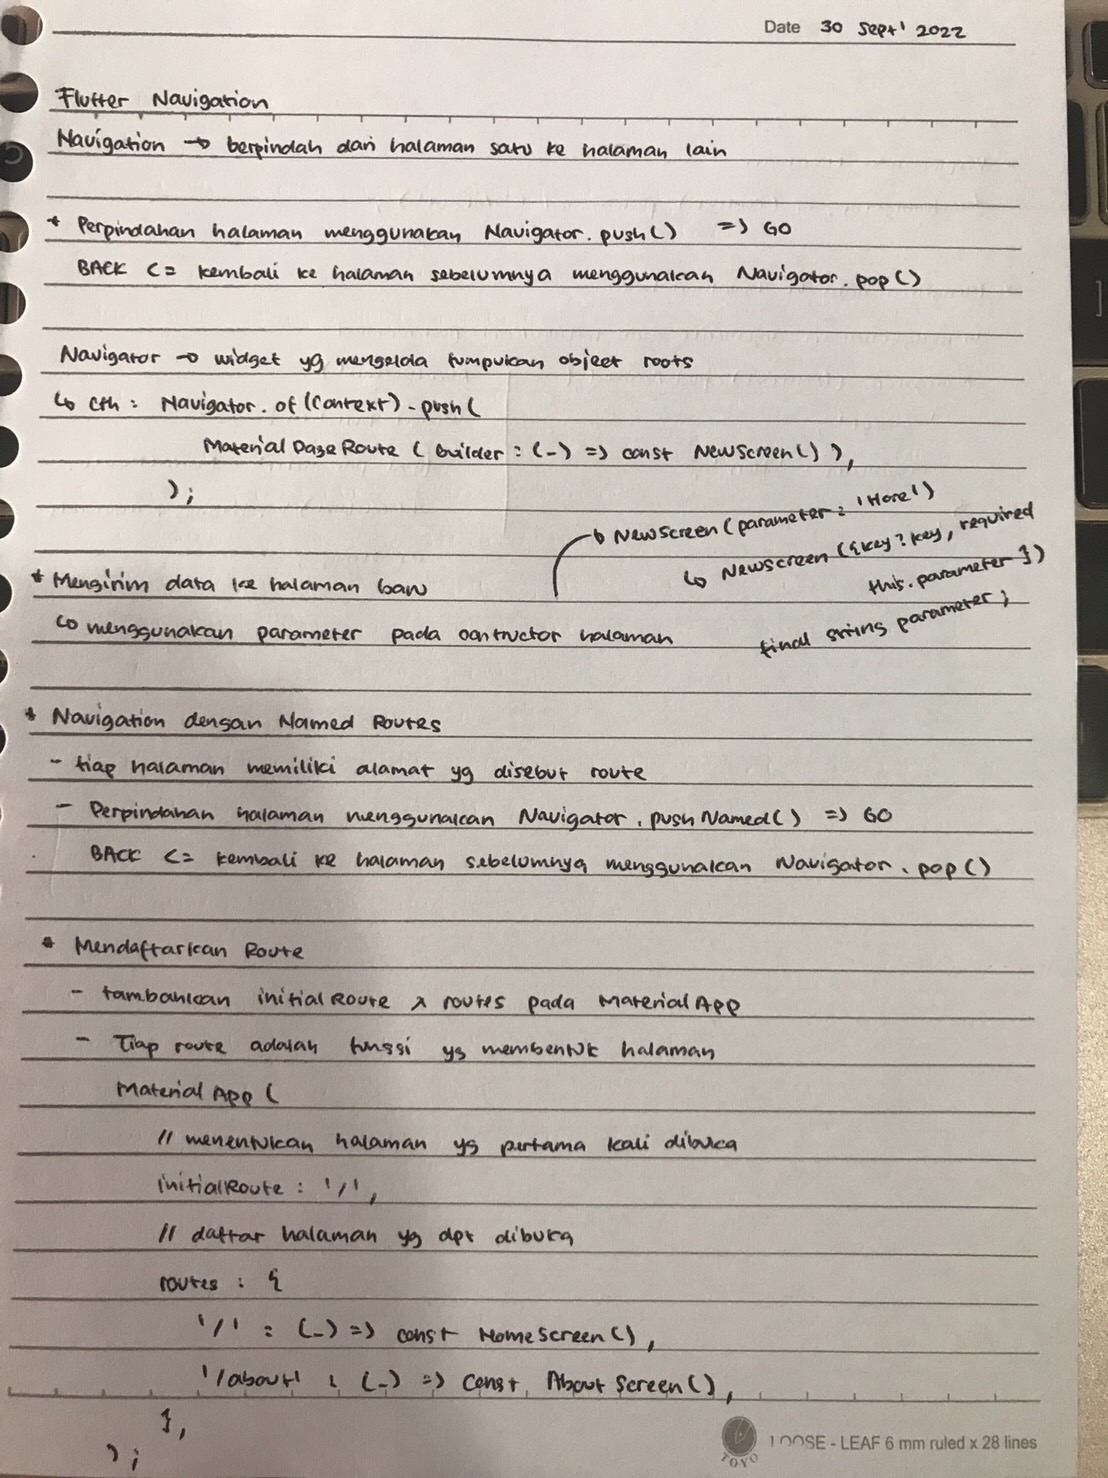 Date 30 Sept' 2022
Flutter Navigation
Navigation → berpindah dari halaman satu ke halaman lain
* Perpindahan halaman menggunakan Navigator.push() => GO
BACK <= kembali ke halaman sebelumnya menggunakan Navigator.pop()
Navigator → widget yg mengelola tumpukan object roots
↳ cth : Navigator.of(context).push(
MaterialPageRoute ( builder : (_) => const NewScreen() ),
);
↳ NewScreen (parameter : 'Hore')
↳ NewScreen ({key? key, required
this.parameter })
final string parameter;
* Mengirim data ke halaman baru
↳ menggunakan parameter pada contructor halaman
* Navigation dengan Named Routes
- tiap halaman memiliki alamat yg disebut route
- Perpindahan halaman menggunakan Navigator.pushNamed() => GO
BACK <= kembali ke halaman sebelumnya menggunakan Navigator.pop()
* Mendaftarkan Route
- tambahkan initialRoute & routes pada MaterialApp
- Tiap route adalah fungsi yg membentuk halaman
MaterialApp (
// menentukan halaman yg pertama kali dibuka
initialRoute : '/',
// daftar halaman yg dpt dibuka
routes : {
'/' : (_) => const HomeScreen(),
'/about' : (_) => const AboutScreen(),
},
);
TOYO
LOOSE - LEAF 6 mm ruled x 28 lines